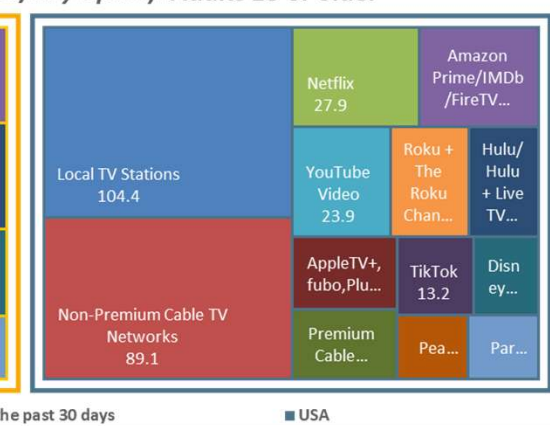 Local TV Stations
104.4
Non-Premium Cable TV
Networks
89.1
Netflix
27.9
Amazon
Prime/IMDb
/FireTV...
YouTube
Video
23.9
Roku +
The
Roku
Chan...
Hulu/
Hulu
+ Live
TV...
AppleTV+,
fubo,Plu...
TikTok
13.2
Disn
ey...
Premium
Cable...
Pea...
Par...
he past 30 days
USA